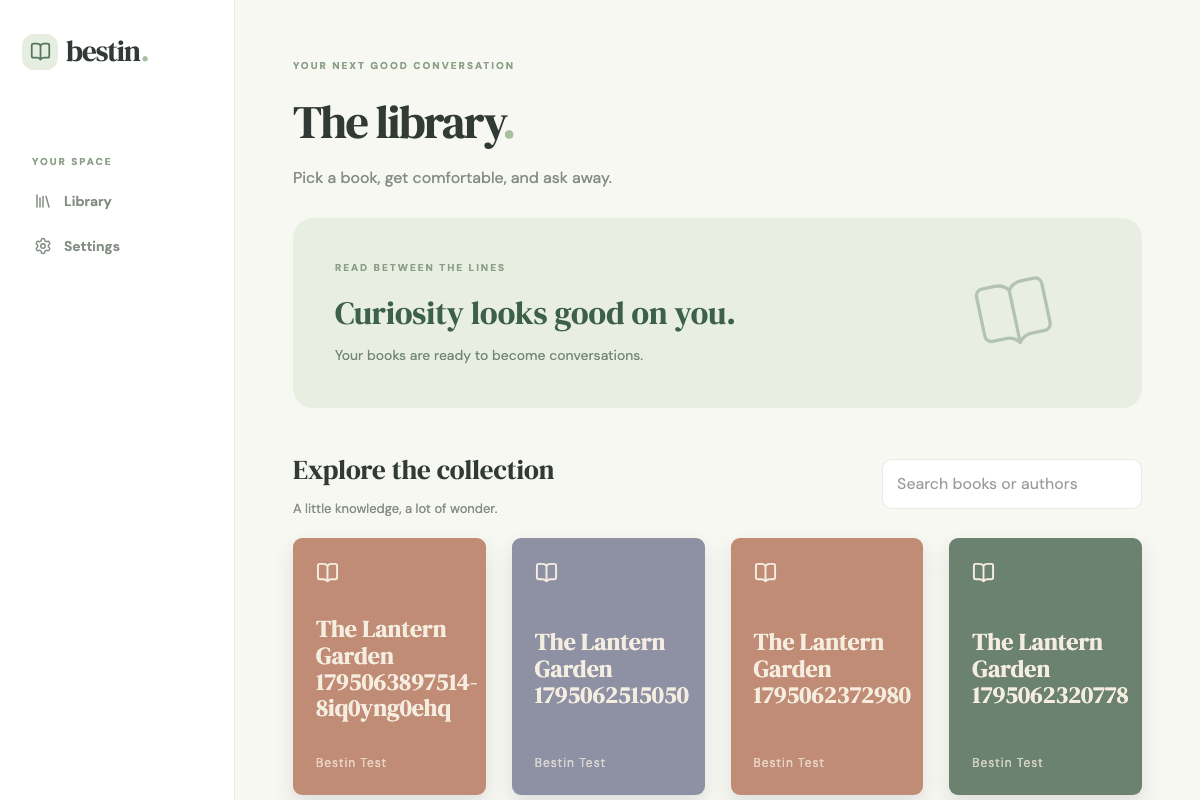 bestin.
YOUR SPACE
Library
Settings
YOUR NEXT GOOD CONVERSATION
The library.
Pick a book, get comfortable, and ask away.
READ BETWEEN THE LINES
Curiosity looks good on you.
Your books are ready to become conversations.
Explore the collection
A little knowledge, a lot of wonder.
Search books or authors
The Lantern
Garden
1795063897514-
8iq0yng0ehq
Bestin Test
The Lantern
Garden
1795062515050
Bestin Test
The Lantern
Garden
1795062372980
Bestin Test
The Lantern
Garden
1795062320778
Bestin Test